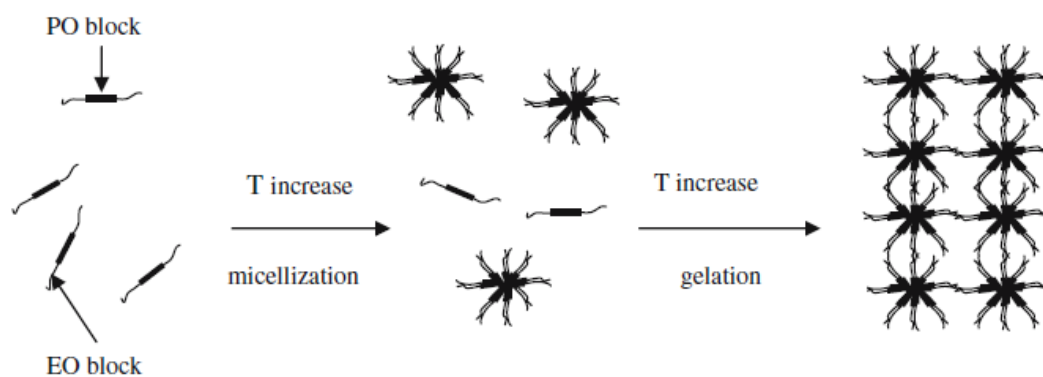 PO block
EO block
T increase
micellization
T increase
gelation